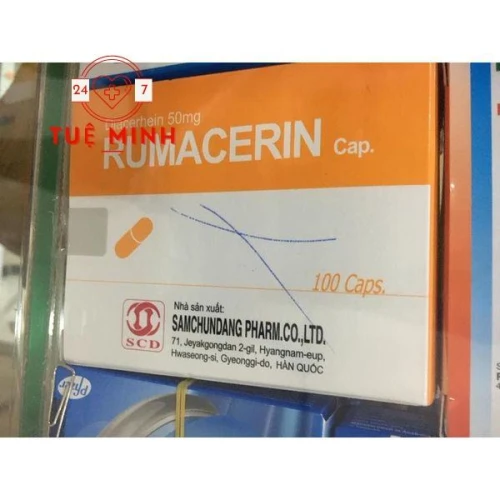 24 7
TUỆ MINH
50mg
RUMACERIN Cap.
100 Caps.
Nhà sản xuất:
SAMCHUNDANG PHARM.CO.,LTD.
71, Jeyakgongdan 2-gil, Hyangnam-eup,
Hwaseong-si, Gyeonggi-do, HÀN QUỐC
SCD
Pfizer